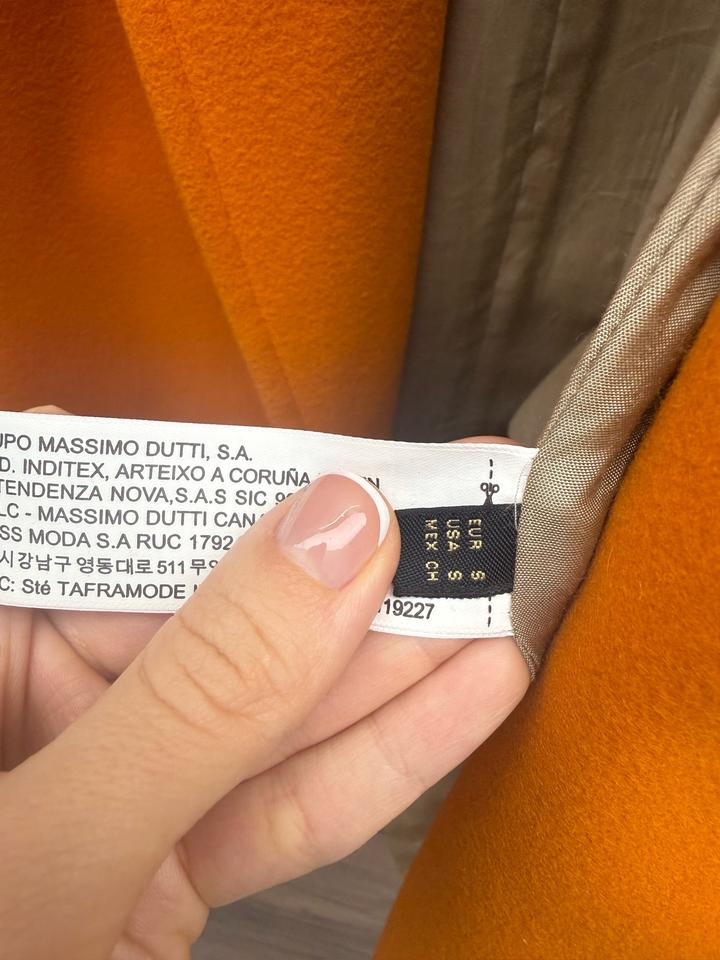 UPO MASSIMO DUTTI, S.A.
D. INDITEX, ARTEIXO A CORUÑA
TENDENZA NOVA,S.A.S SIC
LC - MASSIMO DUTTI CANA
SS MODA S.A RUC 1792
시 강남구 영동대로 511
C: Sté TAFRAMODE
19227
EUR S
USA S
MEX CH